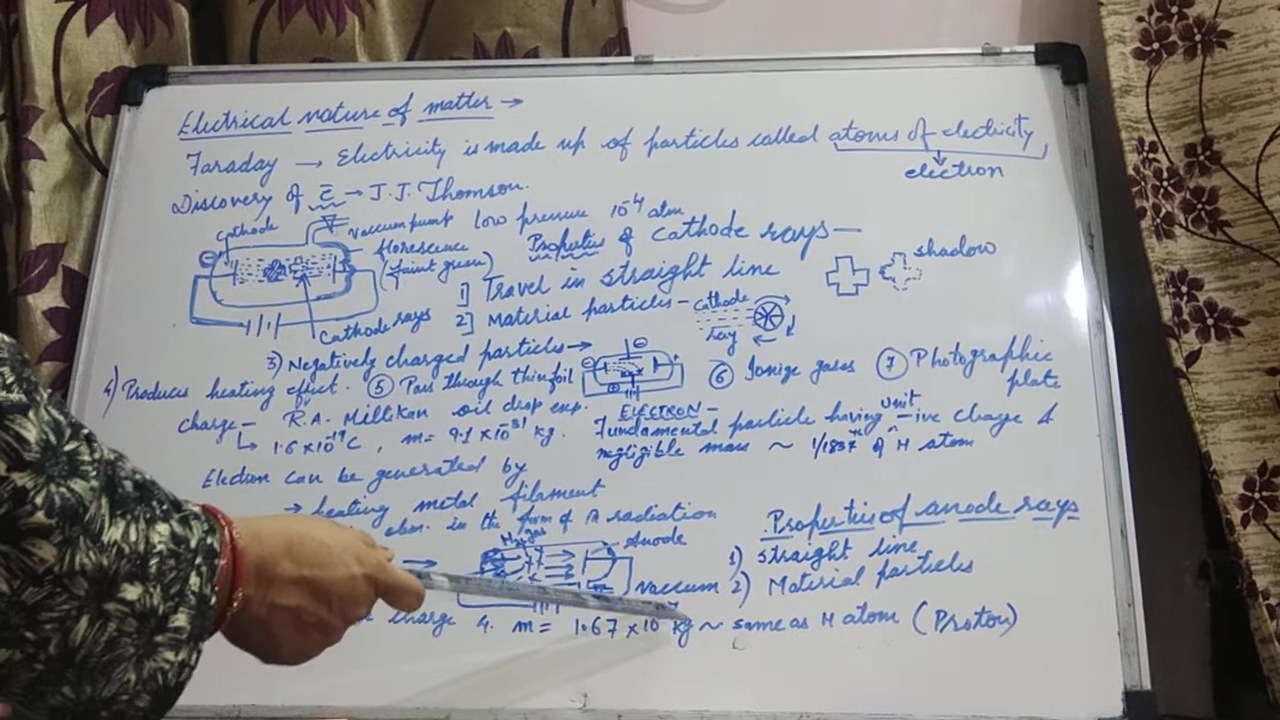 Electrical nature of matter →
Faraday → Electricity is made up of particles called atoms of electricity
electron
Discovery of ē → J.J. Thomson.
cathode
Vaccum pump low pressure 10⁻⁴ atm
florescence
(faint green)
Cathode rays
Properties of Cathode rays —
1] Travel in straight line
shadow
2] Material particles – Cathode ray
3) Negatively charged particles →
4) Produces heating effect. ⑤ Pass through thin foil
⑥ Ionize gases ⑦ Photographic plate
charge – R.A. Millikan oil drop exp.
↳ 1.6 × 10⁻¹⁹ C , m = 9.1 × 10⁻³¹ kg.
ELECTRON –
Fundamental particle having unit –ive charge &
negligible mass ~ 1/1837ᵗʰ of H atom
Electron can be generated by
→ heating metal filament
in the form of β radiation
H₂ gas
Anode
Vaccum
Properties of anode rays
1) straight line
2) Material particles
charge 4. m = 1.67 × 10 kg ~ same as H atom (Proton)